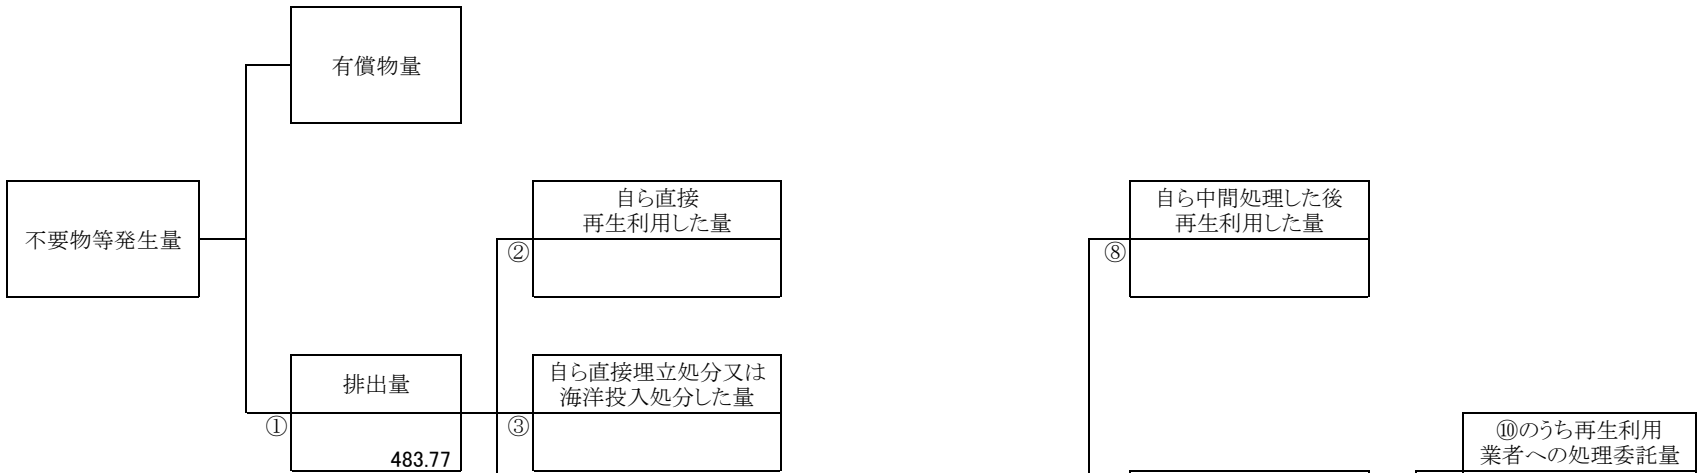 有償物量
不要物等発生量
自ら直接
再生利用した量
②
自ら中間処理した後
再生利用した量
⑧
排出量
①
483.77
自ら直接埋立処分又は
海洋投入処分した量
③
⑩のうち再生利用
業者への処理委託量